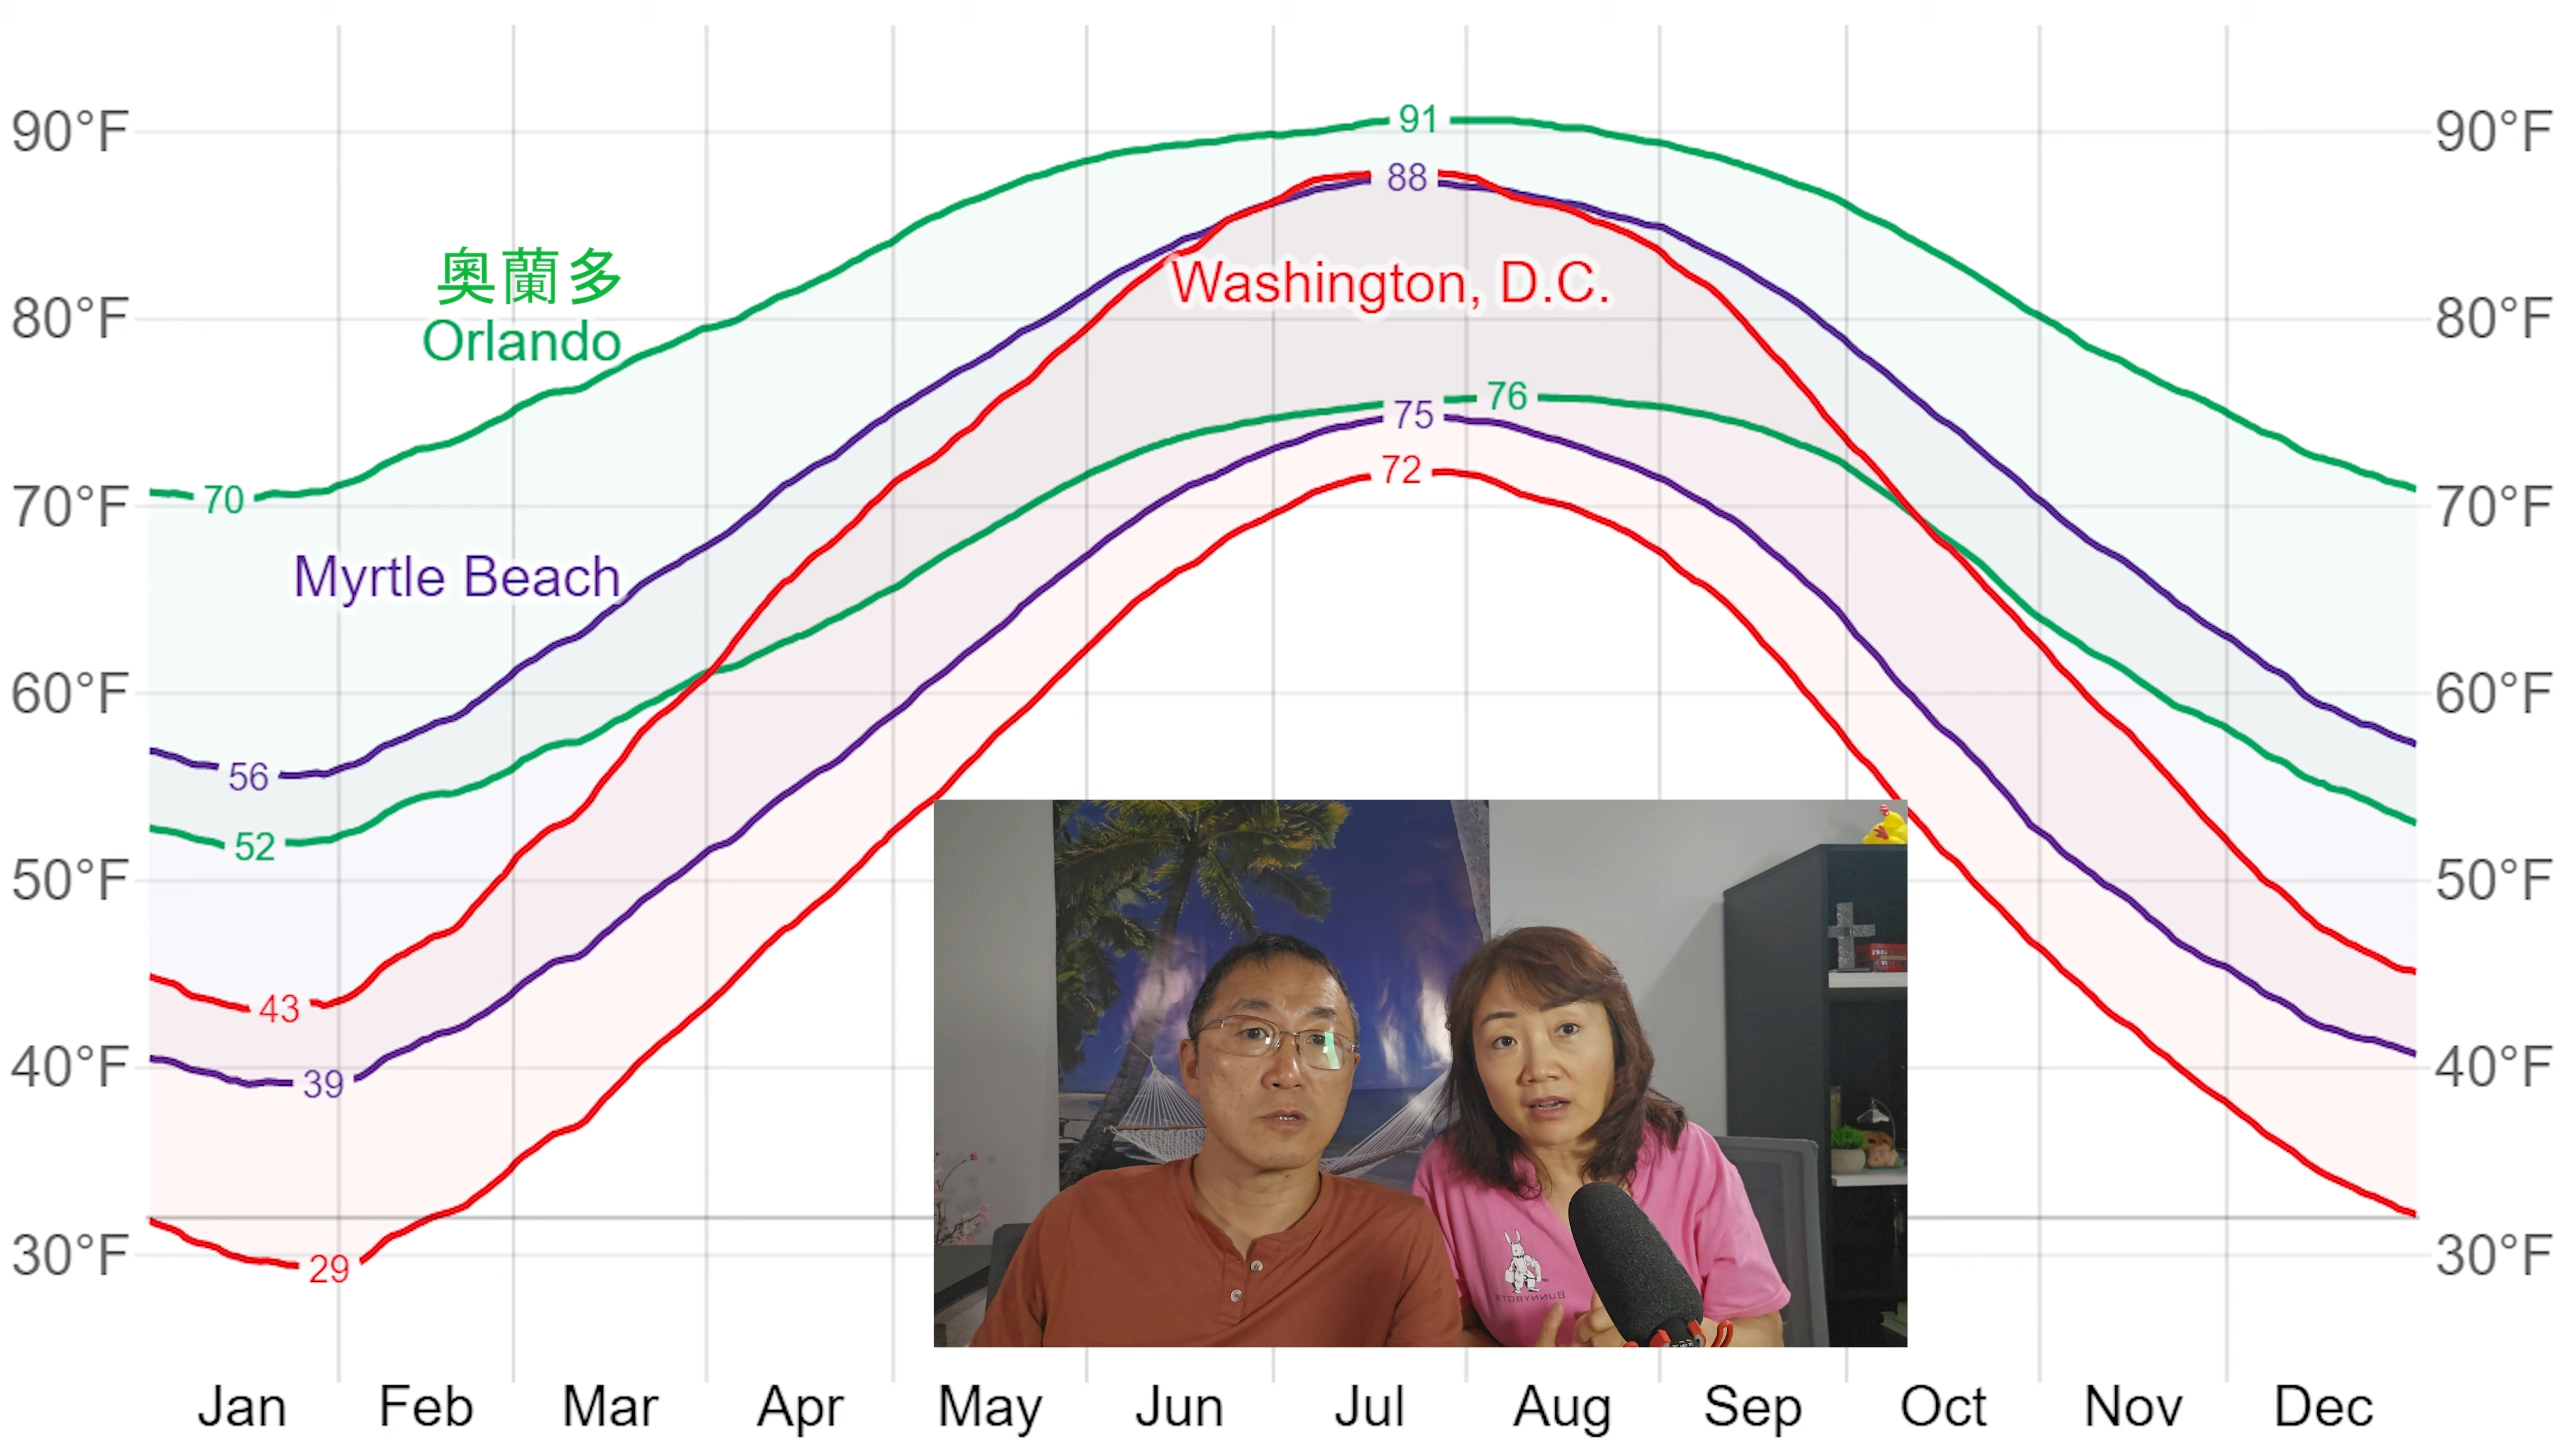 90°F
90°F
91
88
奧蘭多
Orlando
Washington, D.C.
80°F
80°F
76
75
72
70
70°F
70°F
Myrtle Beach
60°F
60°F
56
52
50°F
50°F
43
39
40°F
40°F
29
30°F
30°F
BUNNYBOTS
Jan Feb Mar Apr May Jun Jul Aug Sep Oct Nov Dec